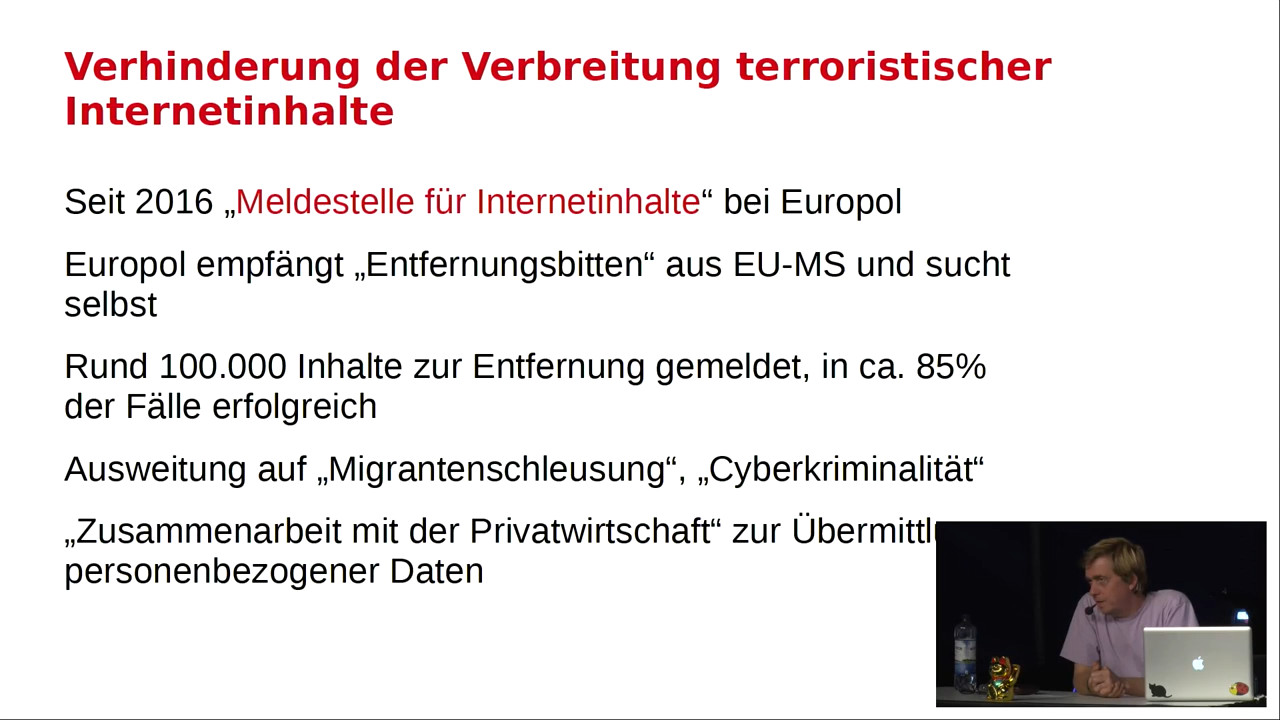 Verhinderung der Verbreitung terroristischer
Internetinhalte
Seit 2016 „Meldestelle für Internetinhalte“ bei Europol
Europol empfängt „Entfernungsbitten“ aus EU-MS und sucht
selbst
Rund 100.000 Inhalte zur Entfernung gemeldet, in ca. 85%
der Fälle erfolgreich
Ausweitung auf „Migrantenschleusung“, „Cyberkriminalität“
„Zusammenarbeit mit der Privatwirtschaft“ zur
personenbezogener Daten